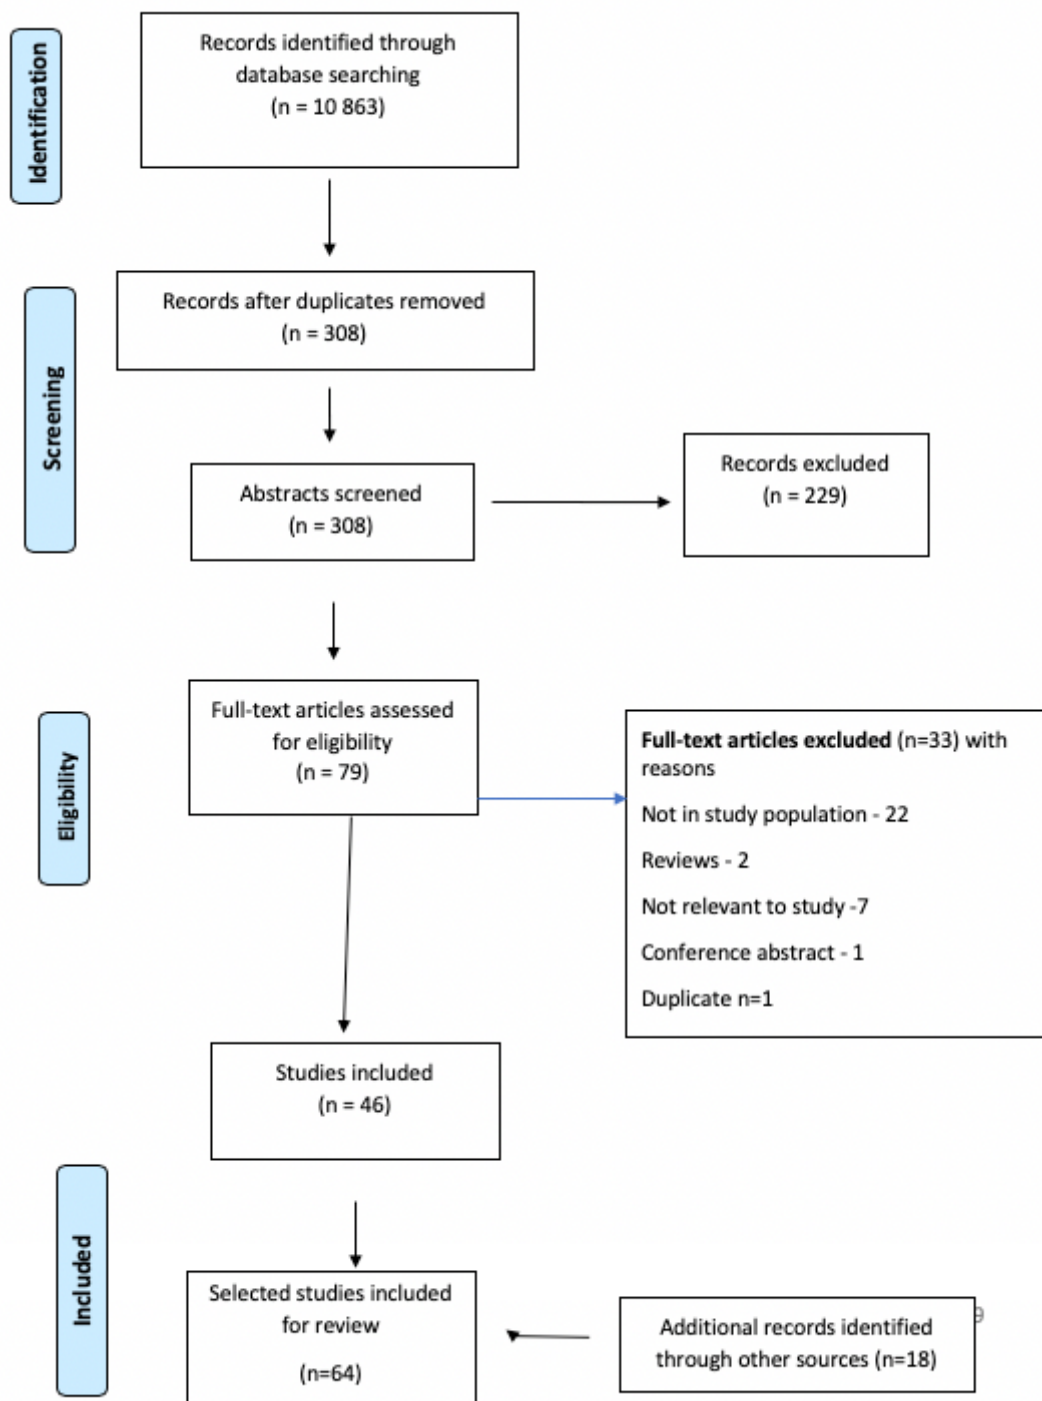 Identification
Records identified through
database searching
(n = 10 863)
Screening
Records after duplicates removed
(n = 308)
Abstracts screened
(n = 308)
Records excluded
(n = 229)
Eligibility
Full-text articles assessed
for eligibility
(n = 79)
Full-text articles excluded (n=33) with
reasons
Not in study population - 22
Reviews - 2
Not relevant to study -7
Conference abstract - 1
Duplicate n=1
Studies included
(n = 46)
Included
Selected studies included
for review
(n=64)
Additional records identified
through other sources (n=18)
9